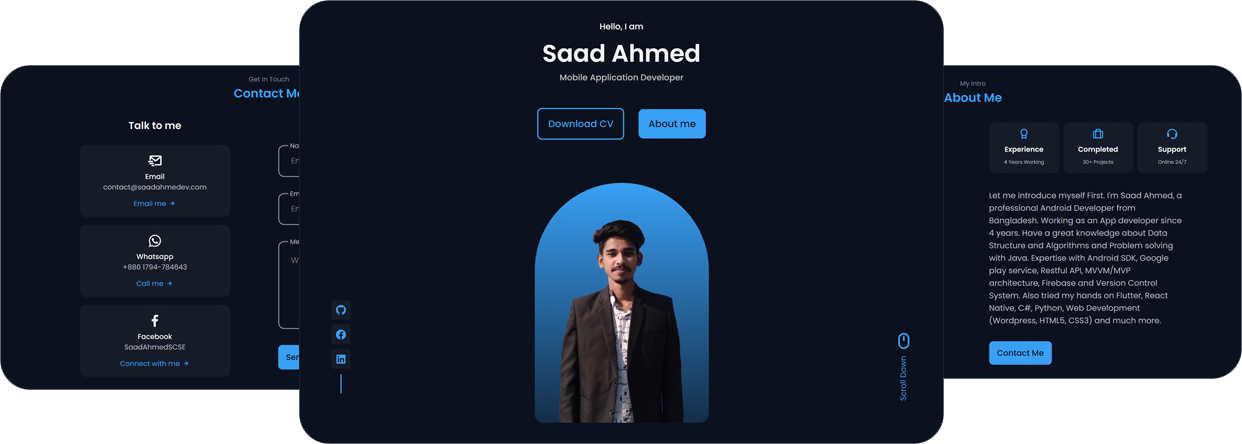 Get In Touch
Contact Me
Talk to me
Email
contact@saadahmedev.com
Email me →
Whatsapp
+880 1794-784643
Call me →
Facebook
SaadAhmedSCSE
Connect with me →
Hello, I am
Saad Ahmed
Mobile Application Developer
Download CV
About me
Scroll Down
My Intro
About Me
Experience
4 Years Working
Completed
30+ Projects
Support
Online 24/7
Let me introduce myself First. I'm Saad Ahmed, a
professional Android Developer from
Bangladesh. Working as an App developer since
4 years. Have a great knowledge about Data
Structure and Algorithms and Problem solving
with Java. Expertise with Android SDK, Google
play service, Restful API, MVVM/MVP
architecture, Firebase and Version Control
System. Also tried my hands on Flutter, React
Native, C#, Python, Web Development
(Wordpress, HTML5, CSS3) and much more.
Contact Me